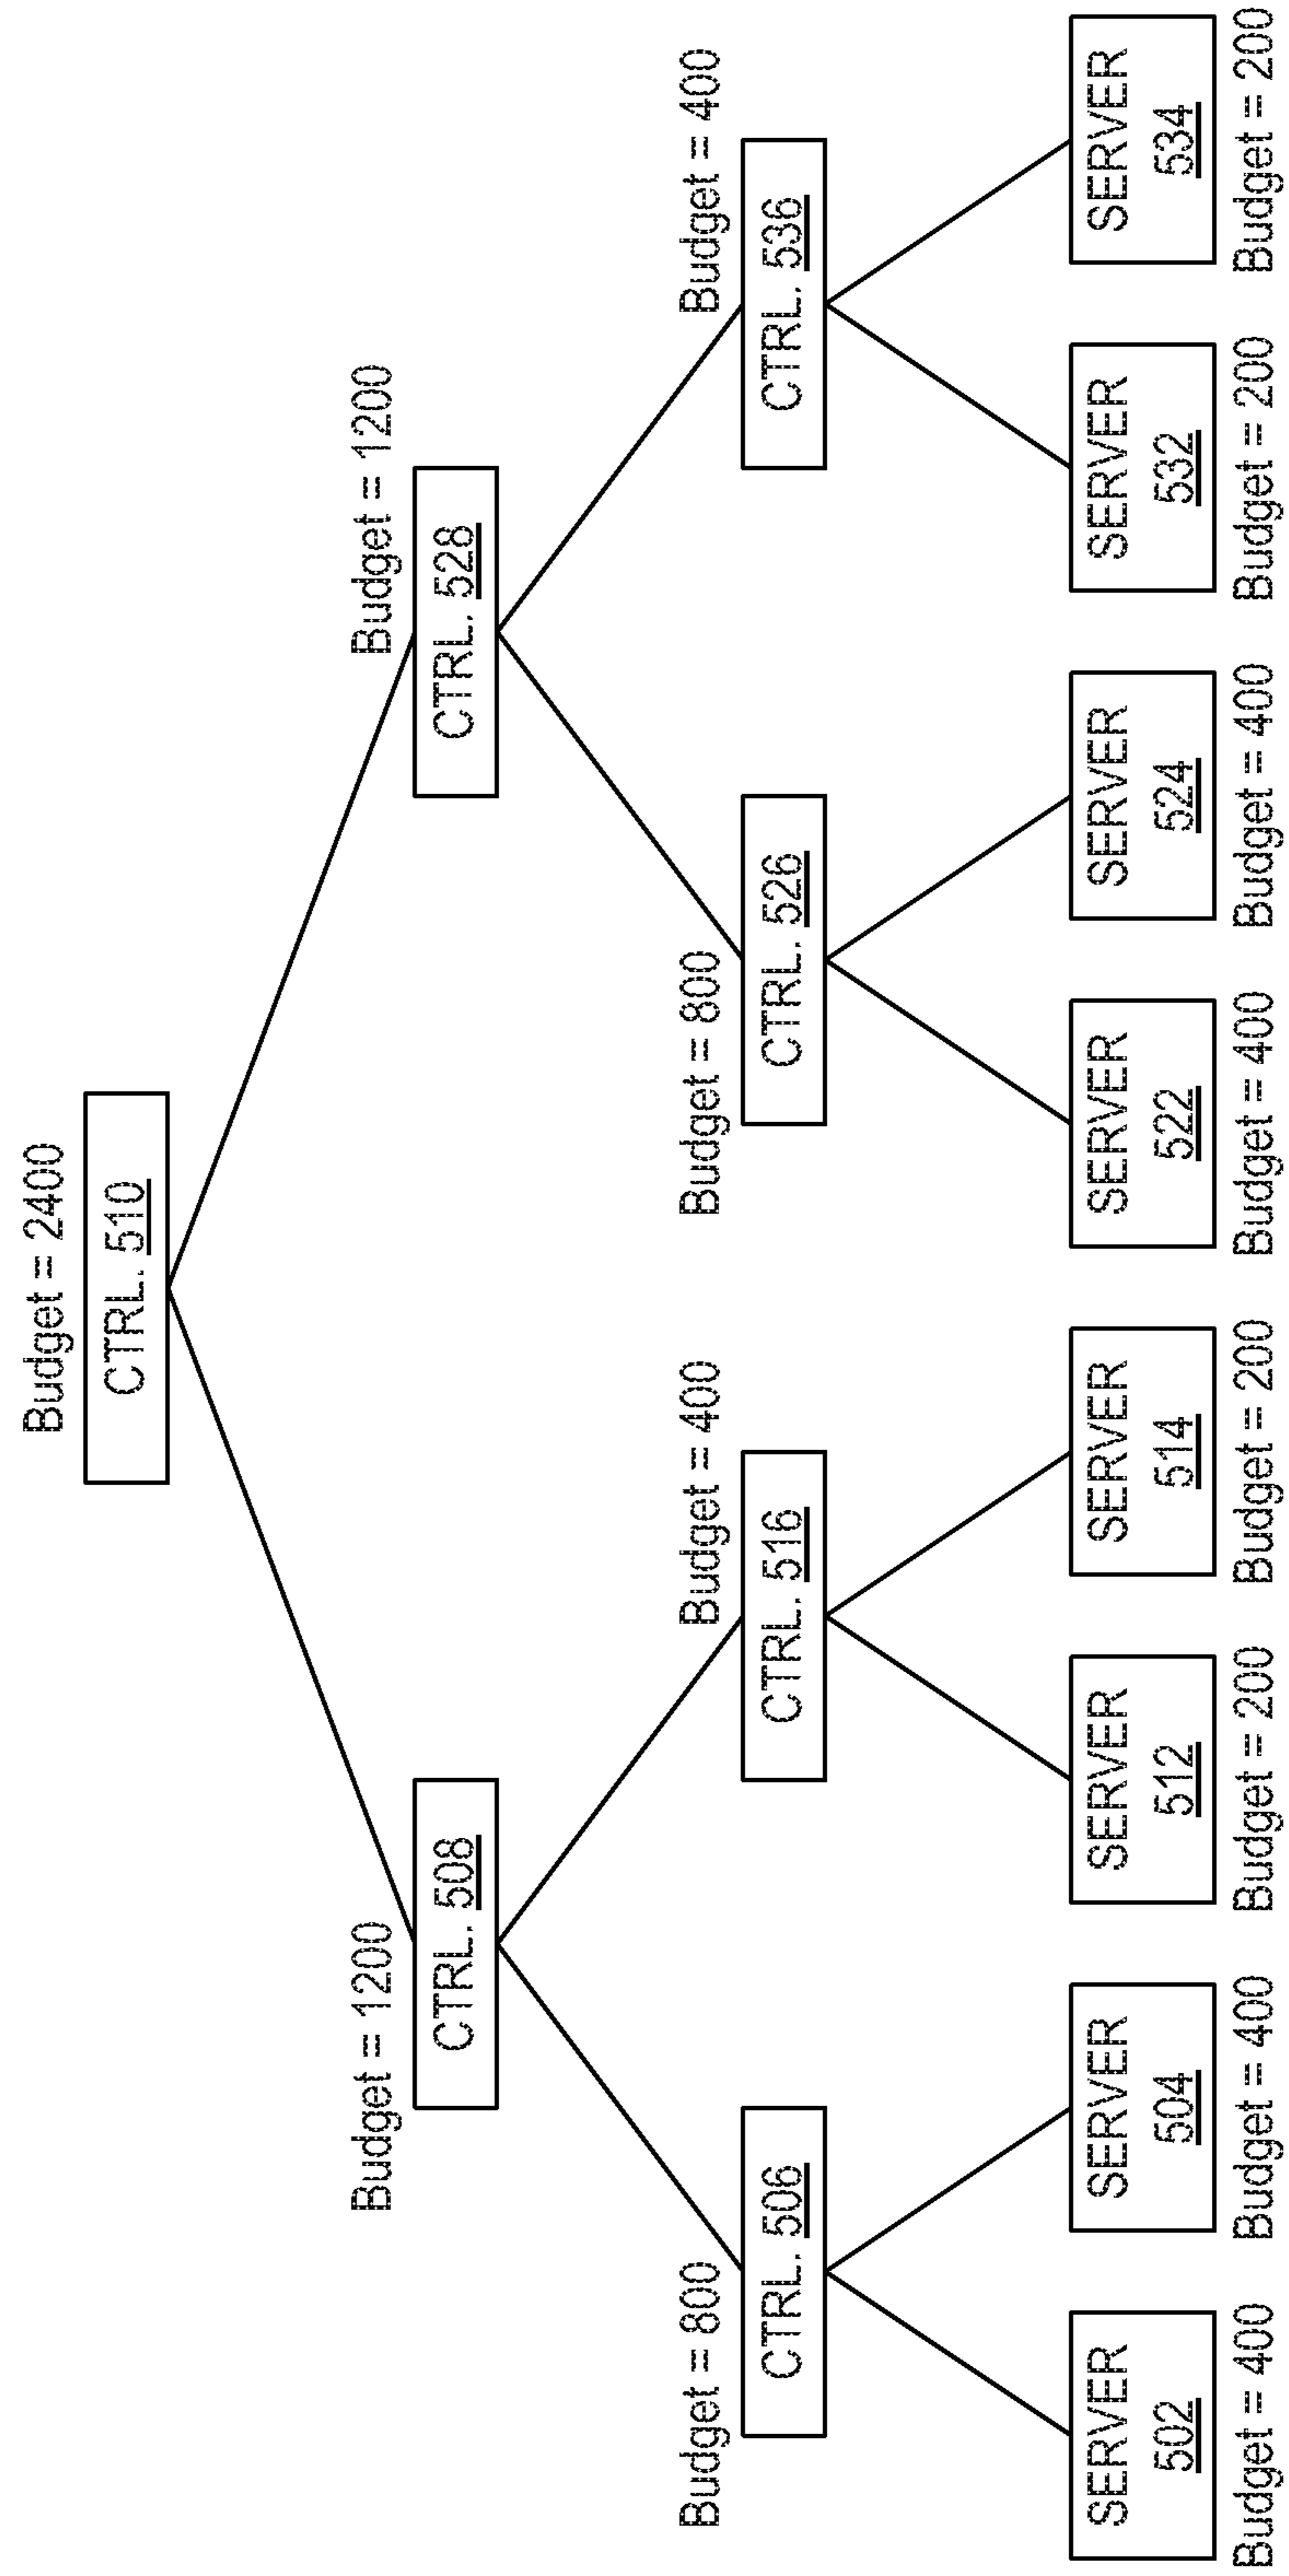 Budget = 2400
CTRL. 510
Budget = 1200
CTRL. 508
Budget = 1200
CTRL. 528
Budget = 800
CTRL. 506
Budget = 400
CTRL. 516
Budget = 800
CTRL. 526
Budget = 400
CTRL. 536
SERVER
502
Budget = 400
SERVER
504
Budget = 400
SERVER
512
Budget = 200
SERVER
514
Budget = 200
SERVER
522
Budget = 400
SERVER
524
Budget = 400
SERVER
532
Budget = 200
SERVER
534
Budget = 200